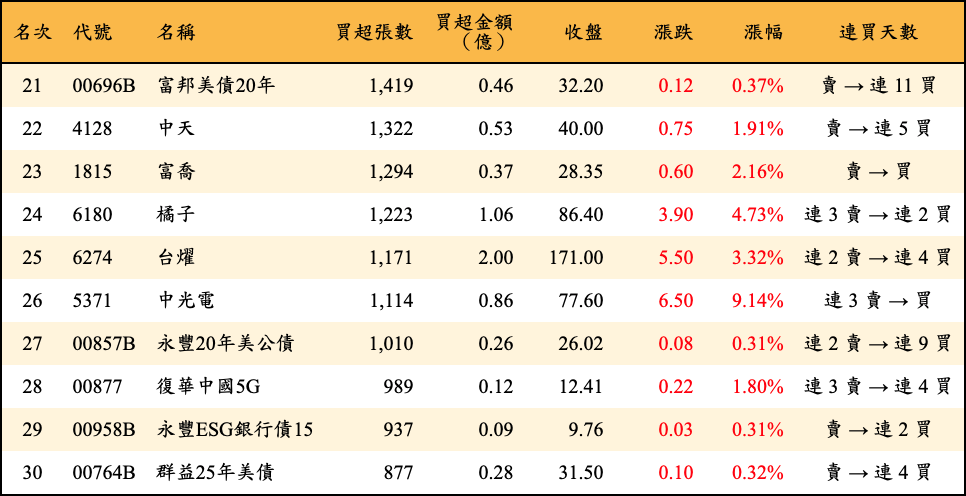 名次 代號 名稱 買超張數 買超金額（億） 收盤 漲跌 漲幅 連買天數
21 00696B 富邦美債20年 1,419 0.46 32.20 0.12 0.37% 賣 → 連 11 買
22 4128 中天 1,322 0.53 40.00 0.75 1.91% 賣 → 連 5 買
23 1815 富喬 1,294 0.37 28.35 0.60 2.16% 賣 → 買
24 6180 橘子 1,223 1.06 86.40 3.90 4.73% 連 3 賣 → 連 2 買
25 6274 台燿 1,171 2.00 171.00 5.50 3.32% 連 2 賣 → 連 4 買
26 5371 中光電 1,114 0.86 77.60 6.50 9.14% 連 3 賣 → 買
27 00857B 永豐20年美公債 1,010 0.26 26.02 0.08 0.31% 連 2 賣 → 連 9 買
28 00877 復華中國5G 989 0.12 12.41 0.22 1.80% 連 3 賣 → 連 4 買
29 00958B 永豐ESG銀行債15 937 0.09 9.76 0.03 0.31% 賣 → 連 2 買
30 00764B 群益25年美債 877 0.28 31.50 0.10 0.32% 賣 → 連 4 買